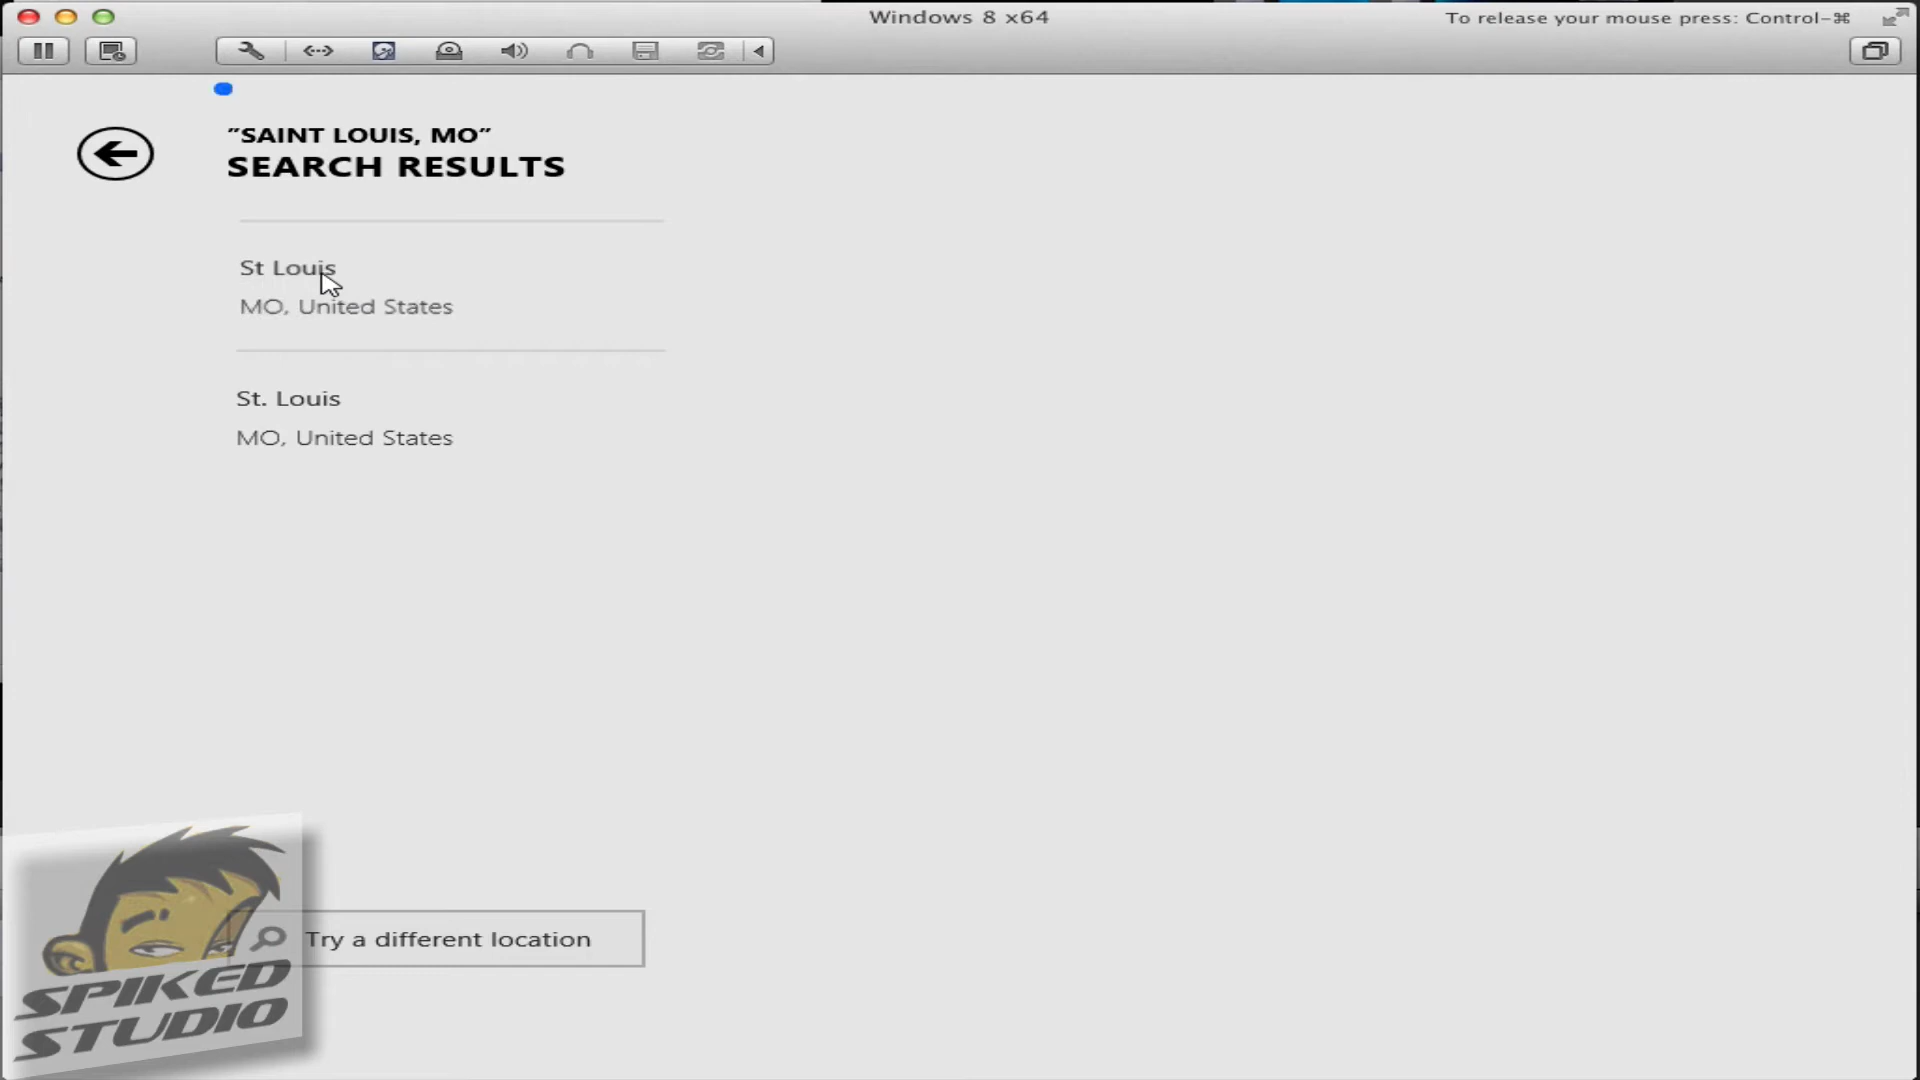 Windows 8 x64
To release your mouse press: Control-⌘
"SAINT LOUIS, MO"
SEARCH RESULTS
St Louis
MO, United States
St. Louis
MO, United States
Try a different location
SPIKED
STUDIO